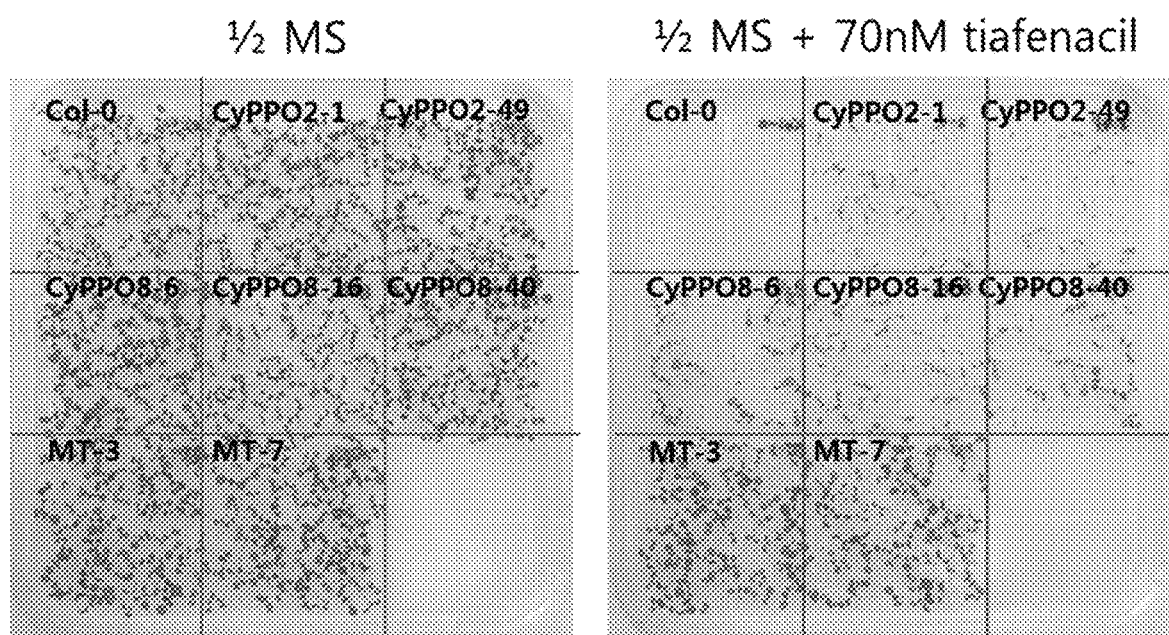 ½ MS
½ MS + 70nM tiafenacil
Col-0 CyPPO2-1 CyPPO2-49
CyPPO8-6 CyPPO8-16 CyPPO8-40
MT-3 MT-7
Col-0 CyPPO2-1 CyPPO2-49
CyPPO8-6 CyPPO8-16 CyPPO8-40
MT-3 MT-7